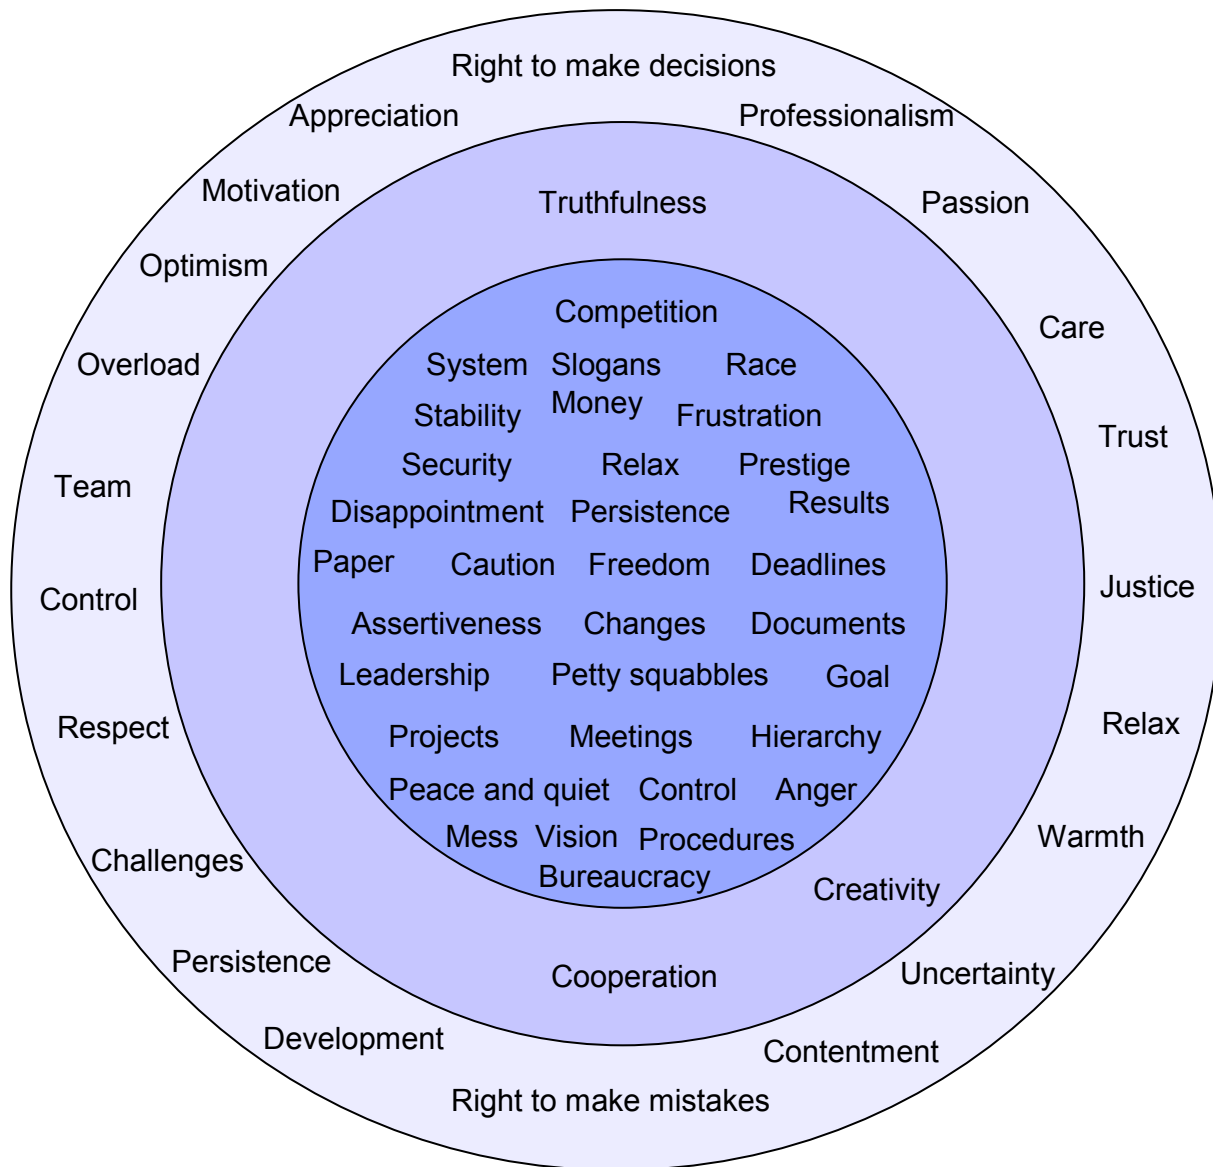 Right to make decisions
Appreciation
Professionalism
Motivation
Truthfulness
Passion
Optimism
Competition
Care
Overload
System
Slogans
Race
Money
Stability
Frustration
Trust
Security
Relax
Prestige
Team
Results
Disappointment
Persistence
Paper
Caution
Freedom
Deadlines
Justice
Control
Assertiveness
Changes
Documents
Leadership
Petty squabbles
Goal
Respect
Relax
Projects
Meetings
Hierarchy
Peace and quiet
Control
Anger
Mess
Vision
Procedures
Warmth
Challenges
Bureaucracy
Creativity
Persistence
Cooperation
Uncertainty
Development
Contentment
Right to make mistakes